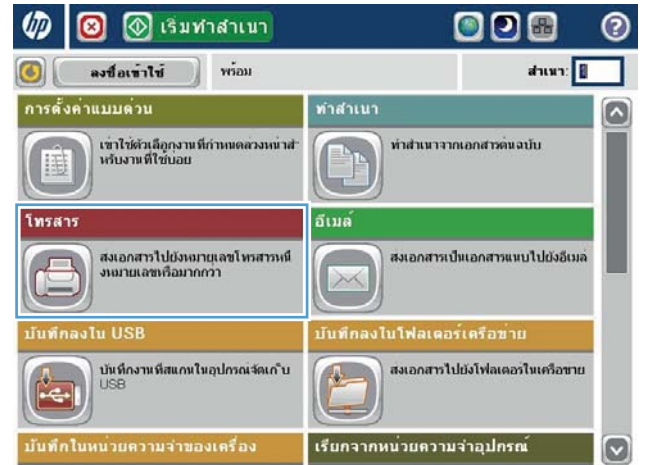 hp
เริ่มทำสำเนา
?
ลงชื่อเข้าใช้
พร้อม
สำเนา: 1
การตั้งค่าแบบด่วน
เข้าใช้ตัวเลือกงานที่กำหนดล่วงหน้าสำ
หรับงานที่ใช้บ่อย
ทำสำเนา
ทำสำเนาจากเอกสารต้นฉบับ
โทรสาร
ส่งเอกสารไปยังหมายเลขโทรสารหนึ่
งหมายเลขหรือมากกว่า
อีเมล์
ส่งเอกสารเป็นเอกสารแนบไปยังอีเมล
บันทึกลงใน USB
บันทึกงานที่สแกนในอุปกรณ์จัดเก็บ
USB
บันทึกลงในโฟลเดอร์เครือข่าย
ส่งเอกสารไปยังโฟลเดอร์ในเครือข่าย
บันทึกในหน่วยความจำของเครื่อง
เรียกจากหน่วยความจำอุปกรณ์